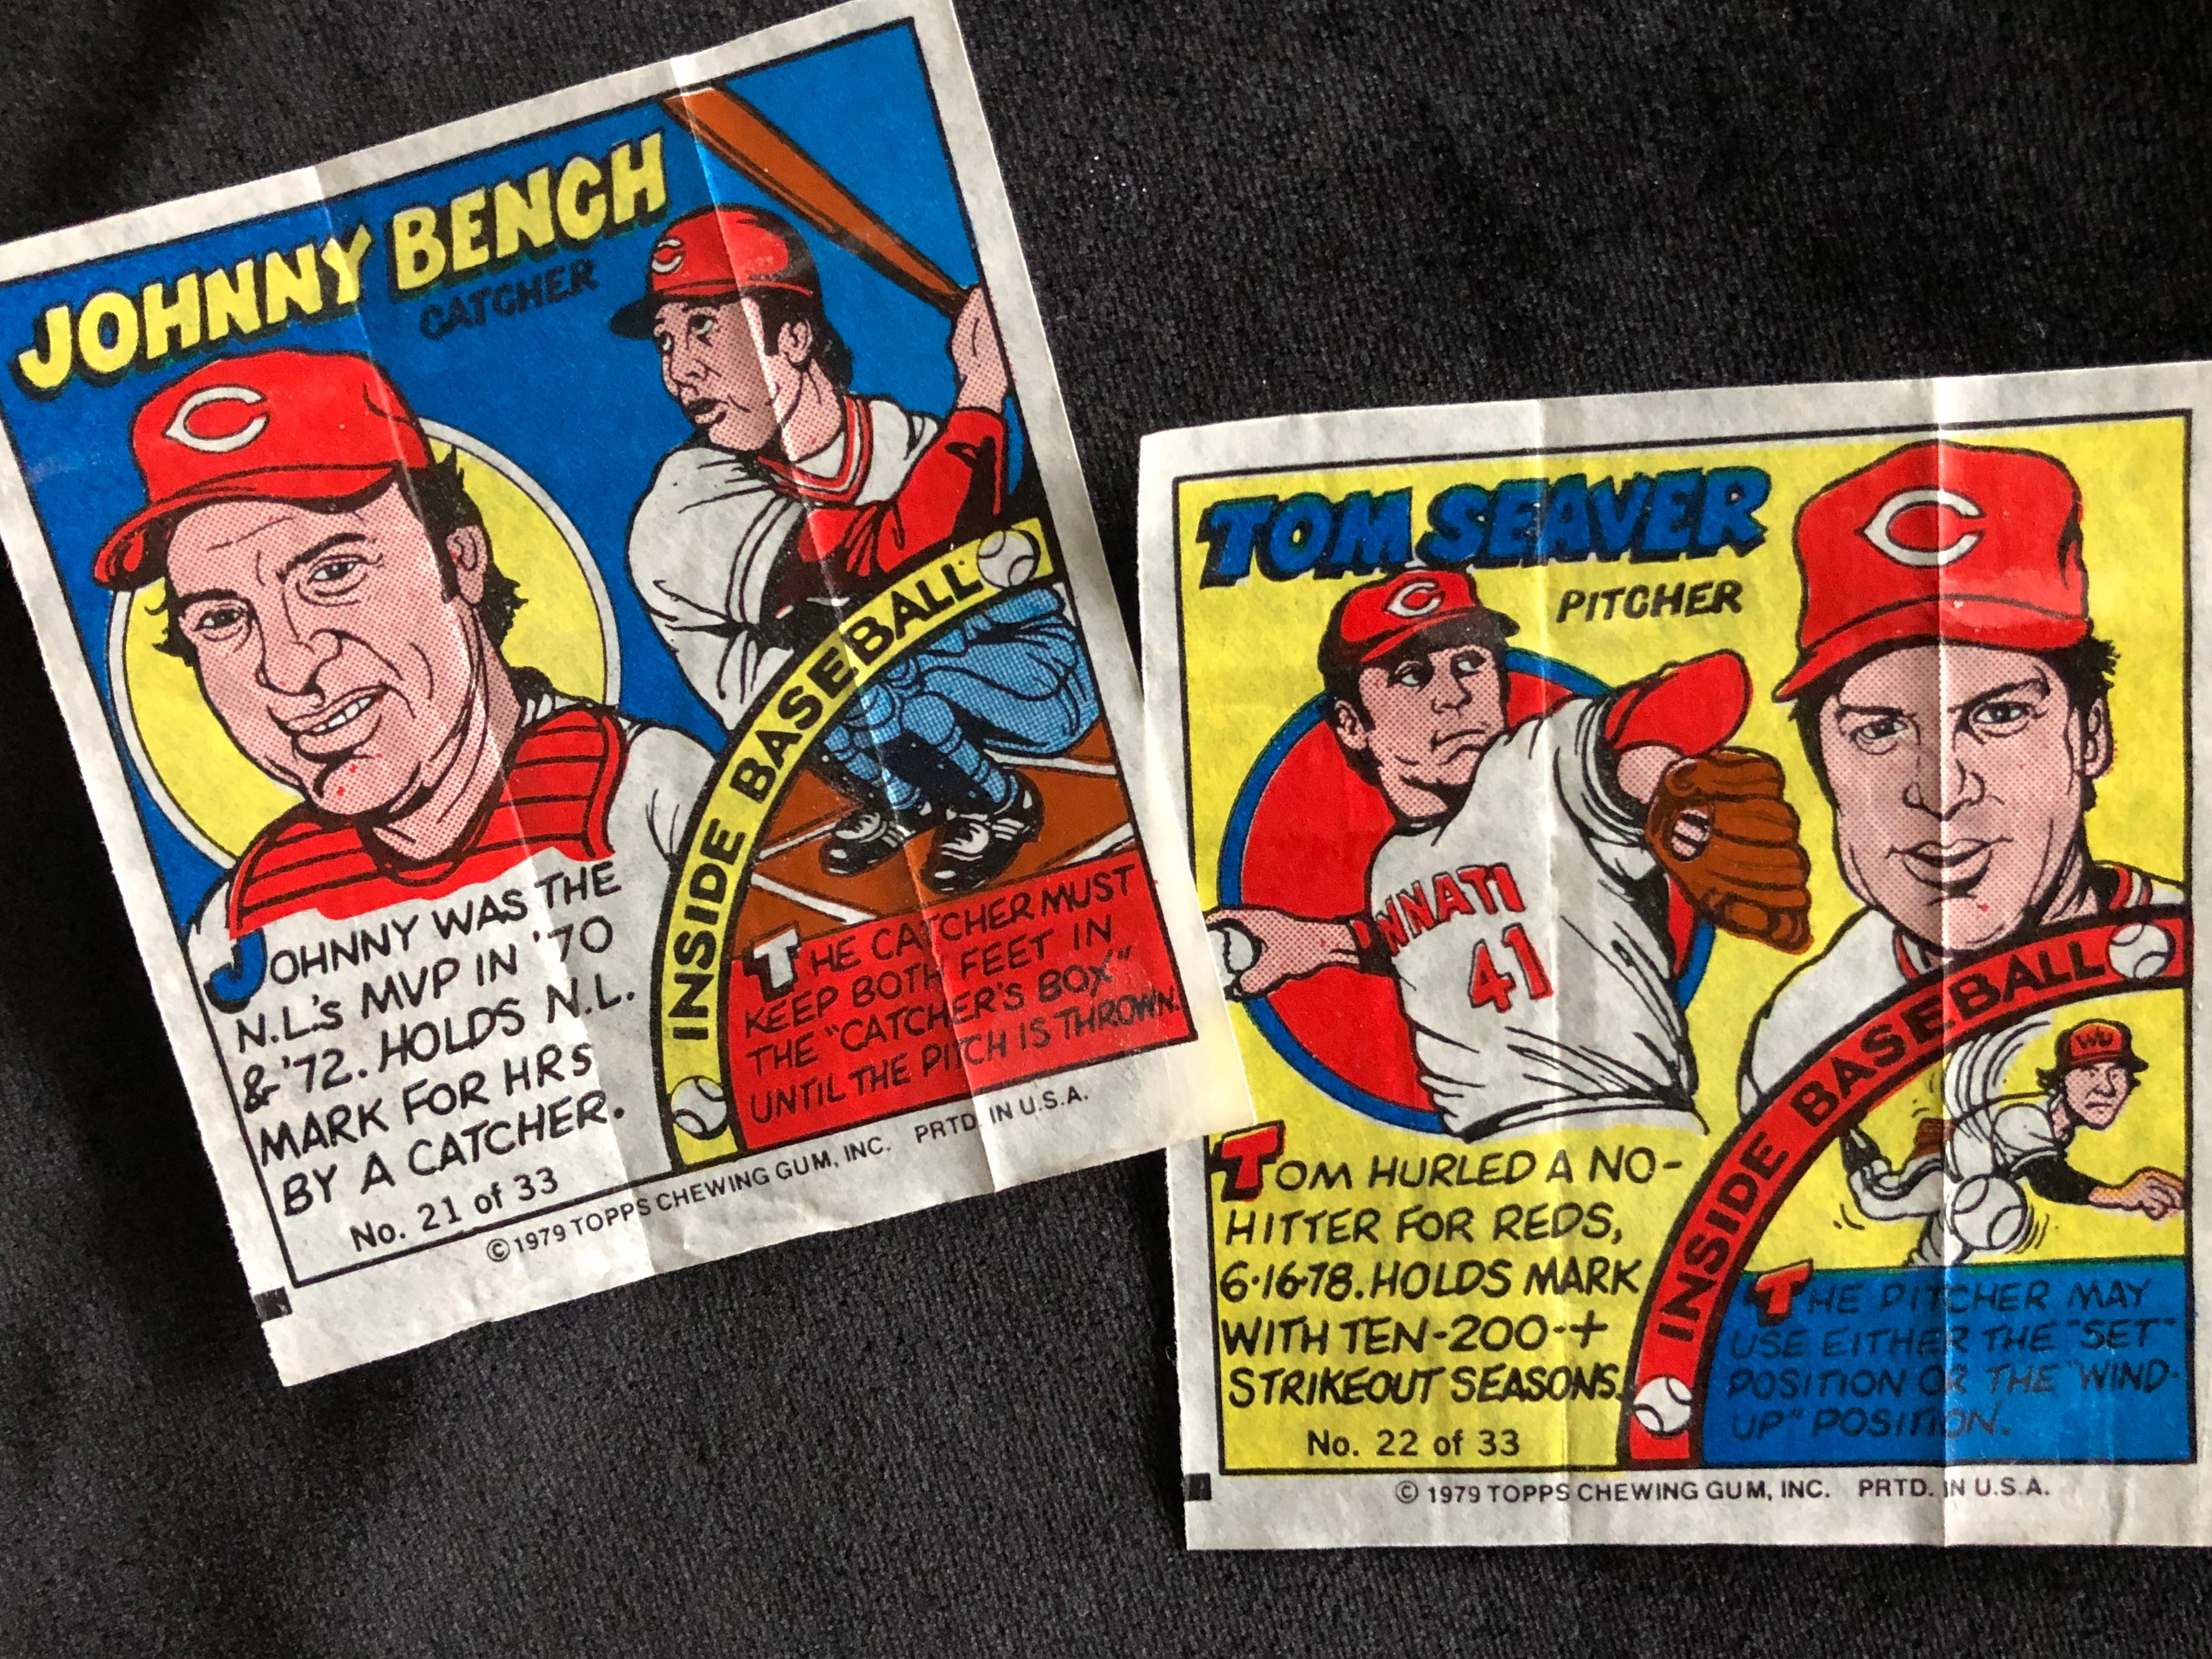 JOHNNY BENCH
CATCHER
C
C
INSIDE BASEBALL
JOHNNY WAS THE
N.L.'s MVP IN '70
& '72. HOLDS N.L.
MARK FOR HRs
BY A CATCHER.
No. 21 of 33
THE CATCHER MUST
KEEP BOTH FEET IN
THE "CATCHER'S BOX"
UNTIL THE PITCH IS THROWN.
© 1979 TOPPS CHEWING GUM, INC. PRTD. IN U.S.A.
TOM SEAVER
PITCHER
C
C
NNATI
41
INSIDE BASEBALL
WU
TOM HURLED A NO-
HITTER FOR REDS,
6·16·78. HOLDS MARK
WITH TEN-200-+
STRIKEOUT SEASONS.
No. 22 of 33
THE PITCHER MAY
USE EITHER THE "SET"
POSITION OR THE "WIND-
UP" POSITION.
© 1979 TOPPS CHEWING GUM, INC. PRTD. IN U.S.A.